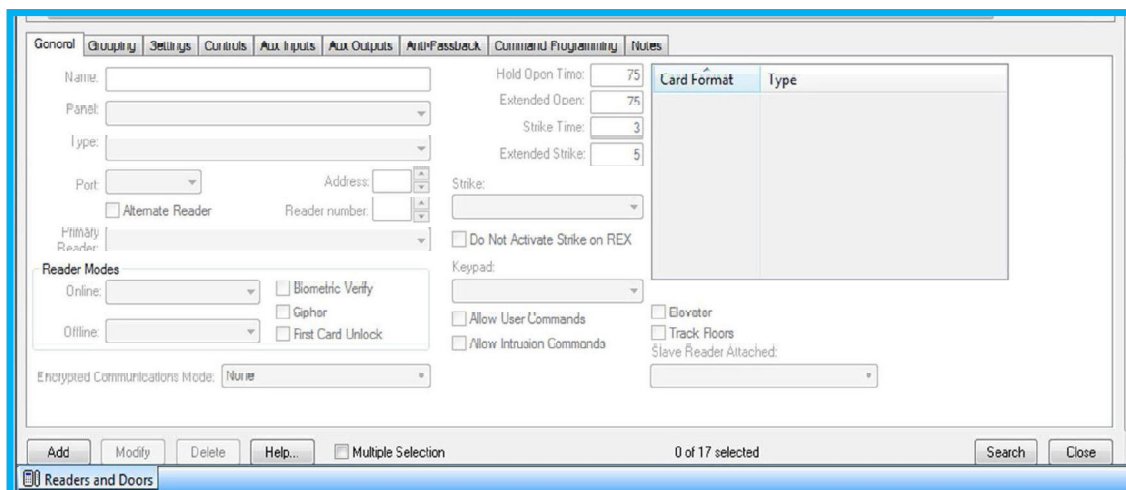 General Grouping Settings Controls Aux Inputs Aux Outputs Anti-Passback Command Programming Notes
Name:
Panel:
Type:
Port: Address:
Alternate Reader Reader number:
Primary
Reader:
Reader Modes
Online: Biometric Verify
Cipher
Offline: First Card Unlock
Encrypted Communications Mode: None
Hold Open Time: 75
Extended Open: 75
Strike Time: 3
Extended Strike: 5
Strike:
Do Not Activate Strike on REX
Keypad:
Allow User Commands
Allow Intrusion Commands
Card Format Type
Elevator
Track Floors
Slave Reader Attached:
Add Modify Delete Help... Multiple Selection 0 of 17 selected Search Close
Readers and Doors